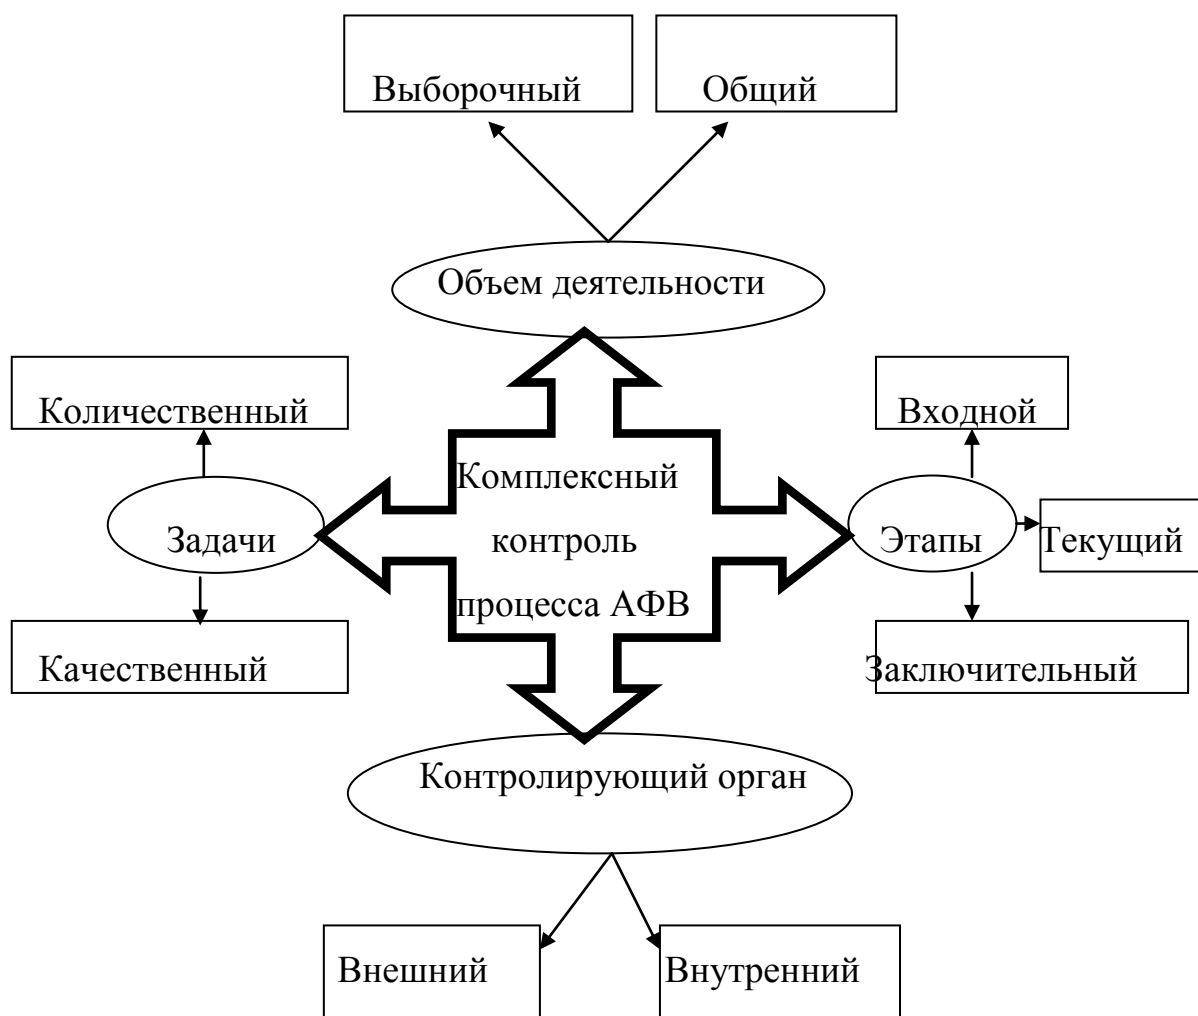 Выборочный
Общий
Объем деятельности
Количественный
Входной
Комплексный
контроль
процесса АФВ
Задачи
Этапы
Текущий
Качественный
Заключительный
Контролирующий орган
Внешний
Внутренний